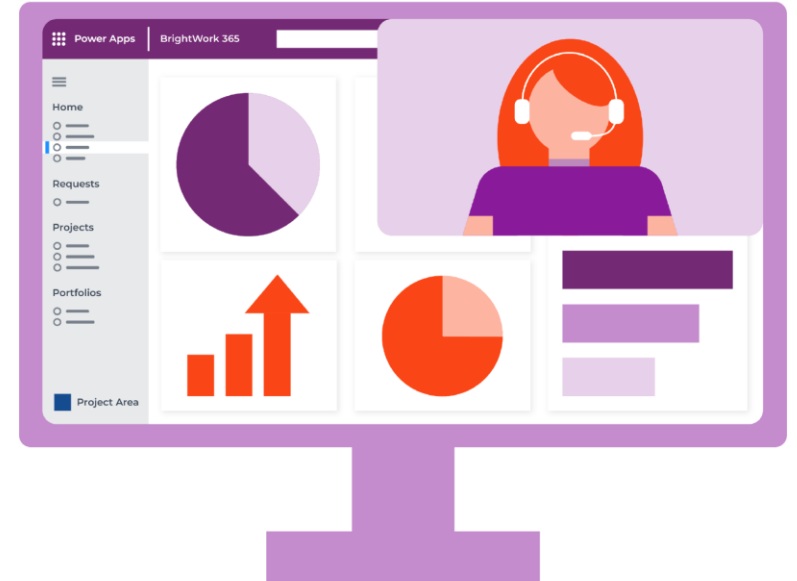 Power Apps
BrightWork 365
Home
Requests
Projects
Portfolios
Project Area